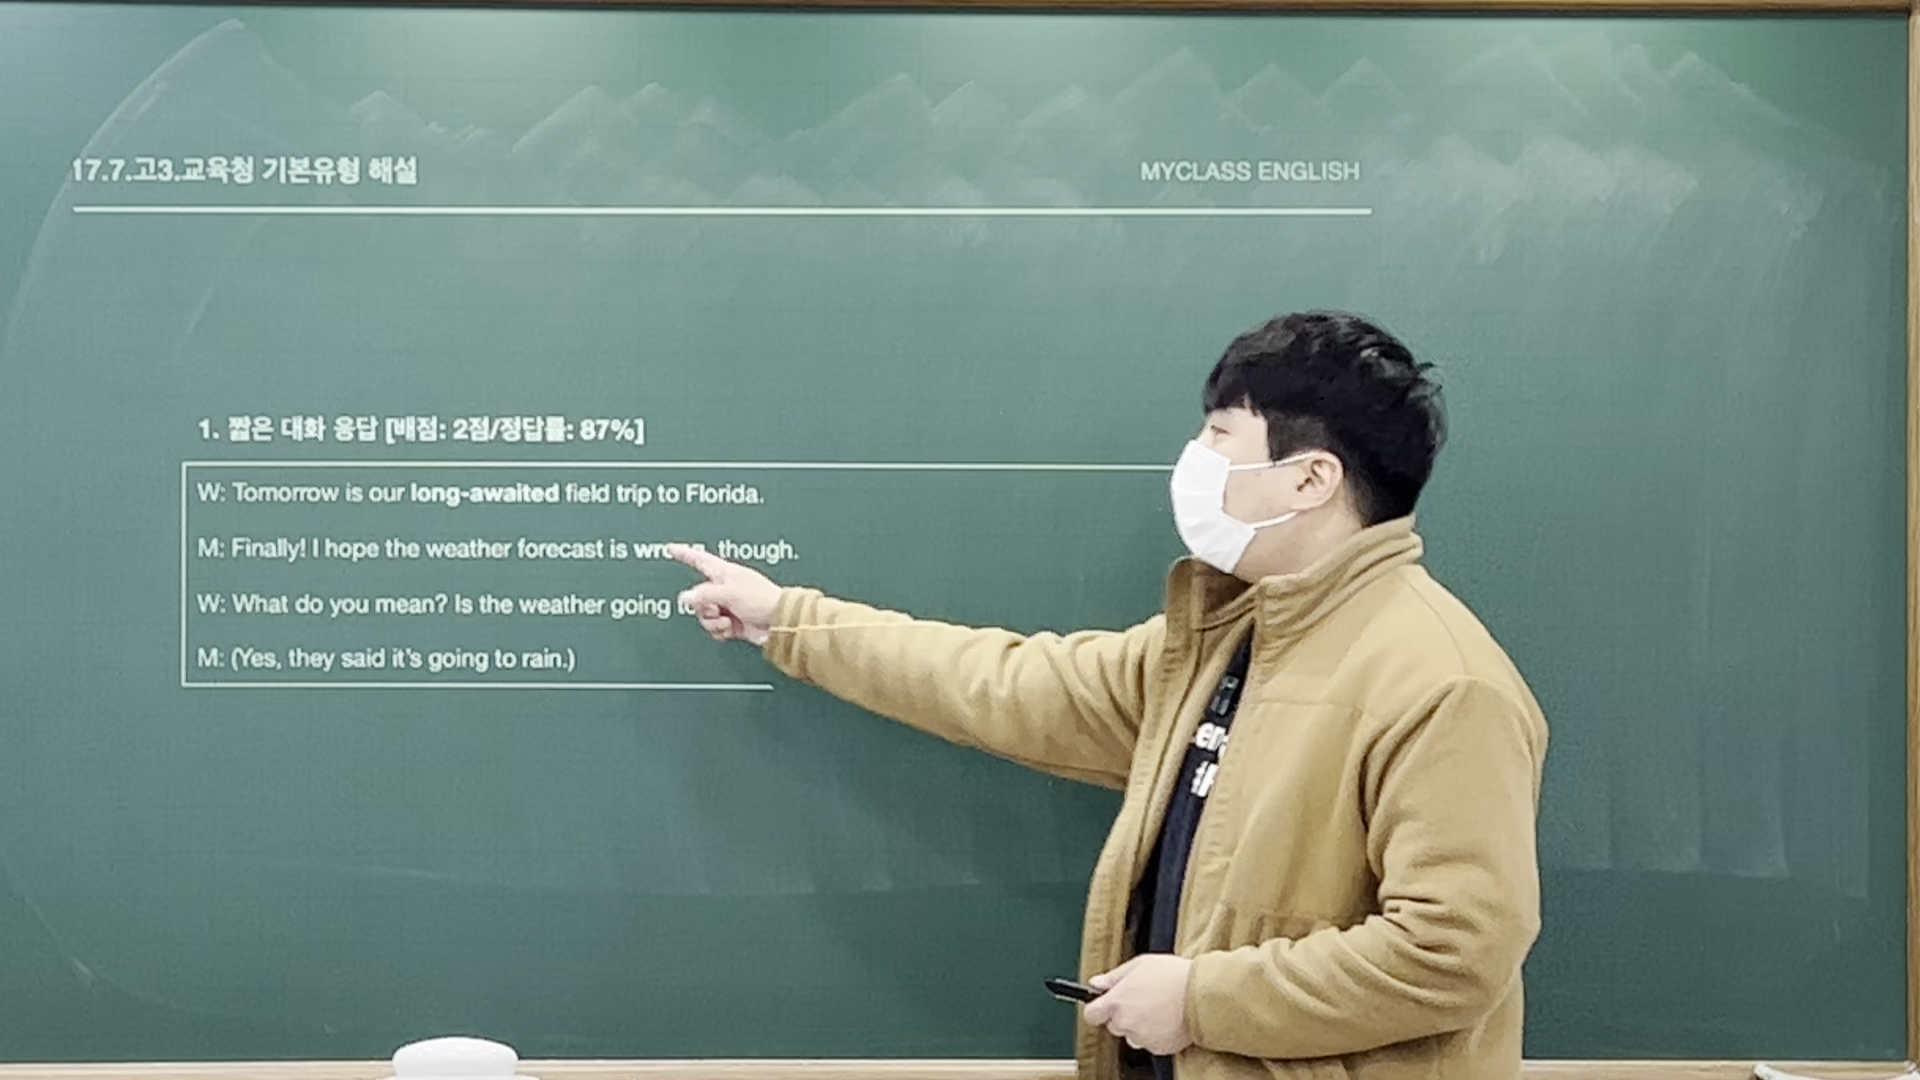 17.7.고3.교육청 기본유형 해설
MYCLASS ENGLISH
1. 짧은 대화 응답 [배점: 2점/정답률: 87%]
W: Tomorrow is our long-awaited field trip to Florida.
M: Finally! I hope the weather forecast is though.
W: What do you mean? Is the weather going
M: (Yes, they said it's going to rain.)